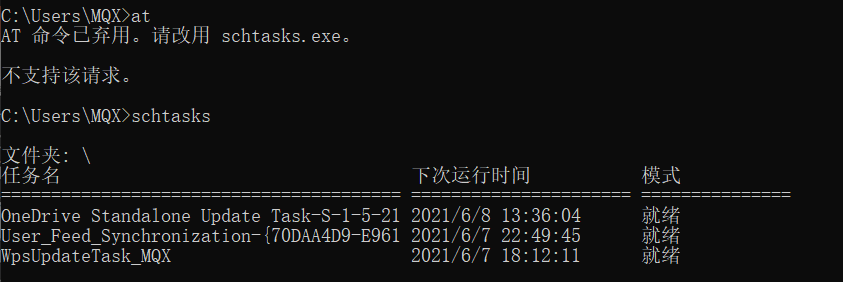 C:\Users\MQX>at
AT 命令已弃用。请改用 schtasks.exe。
不支持该请求。
C:\Users\MQX>schtasks
文件夹: \
任务名 下次运行时间 模式
======================================== ====================== ===============
OneDrive Standalone Update Task-S-1-5-21 2021/6/8 13:36:04 就绪
User_Feed_Synchronization-{70DAA4D9-E961 2021/6/7 22:49:45 就绪
WpsUpdateTask_MQX 2021/6/7 18:12:11 就绪